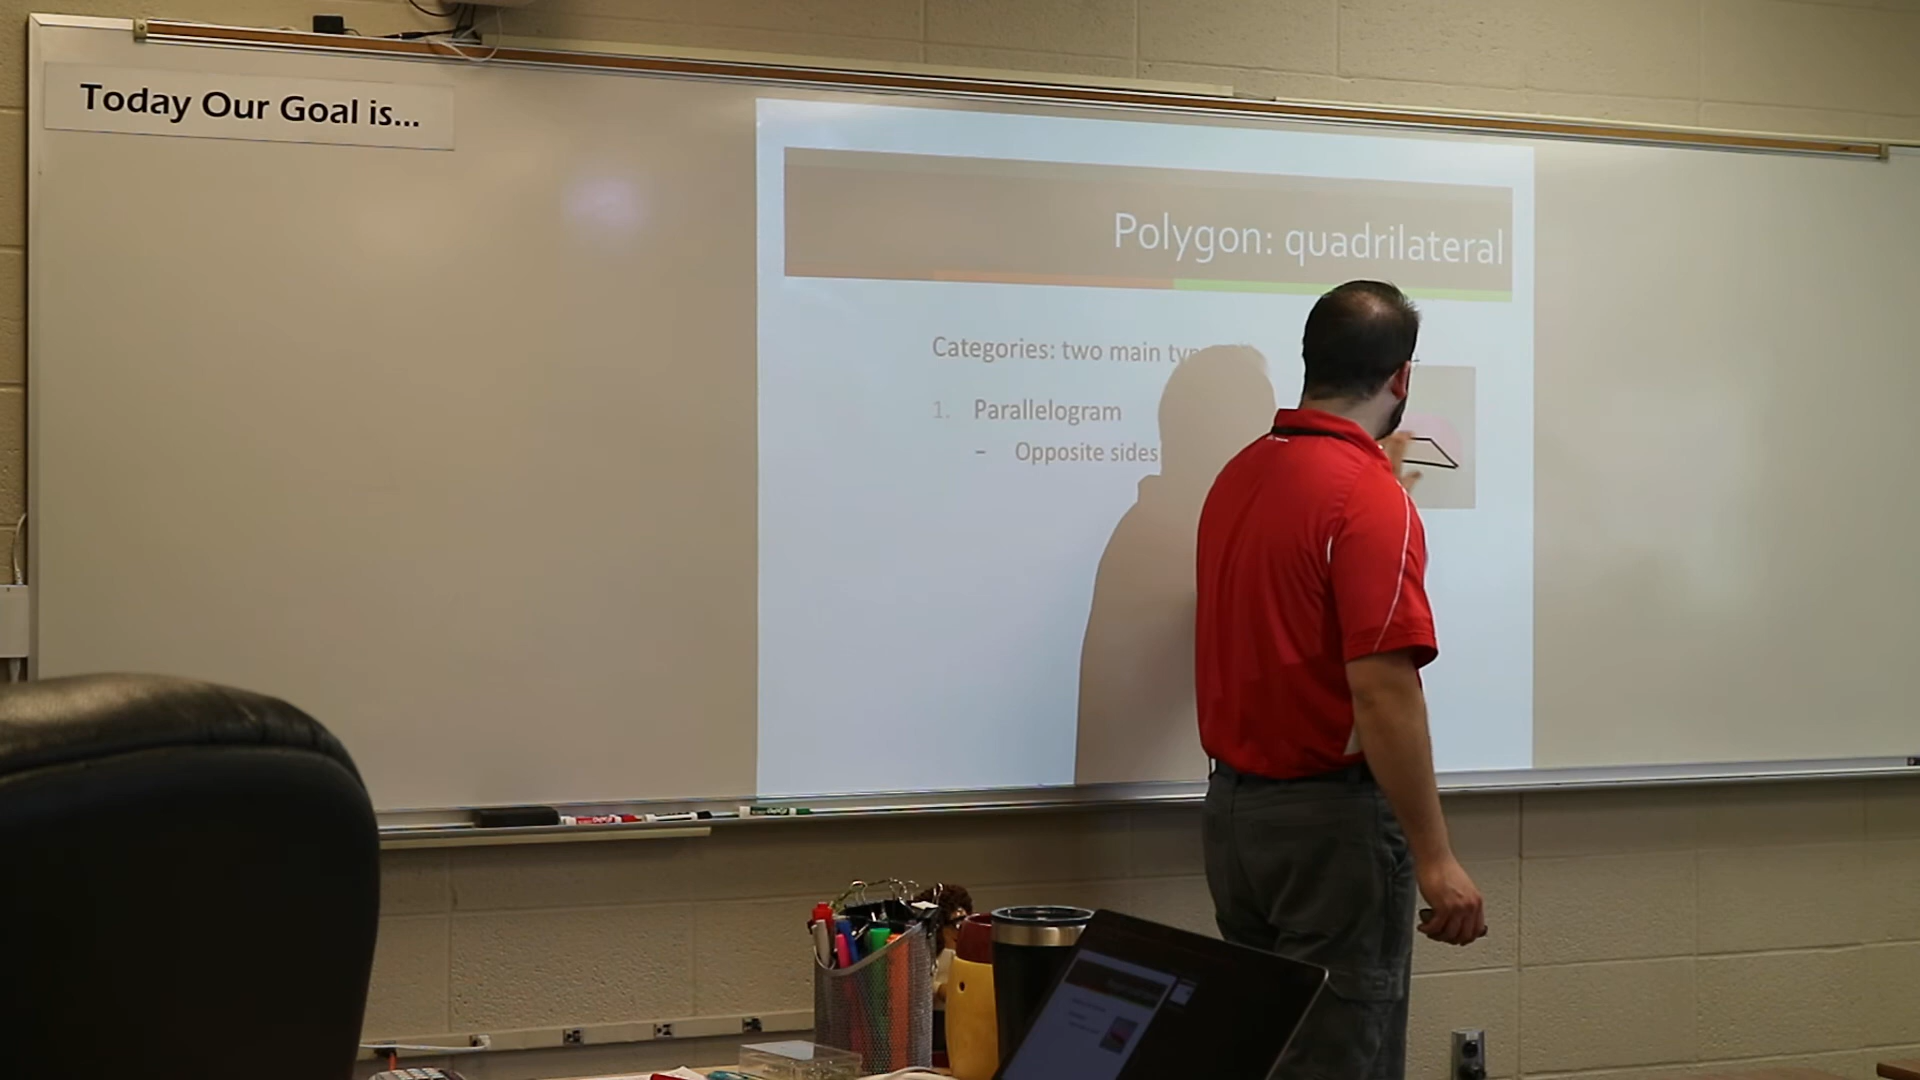 Today Our Goal is...
Polygon: quadrilateral
Categories: two main
1. Parallelogram
– Opposite sides